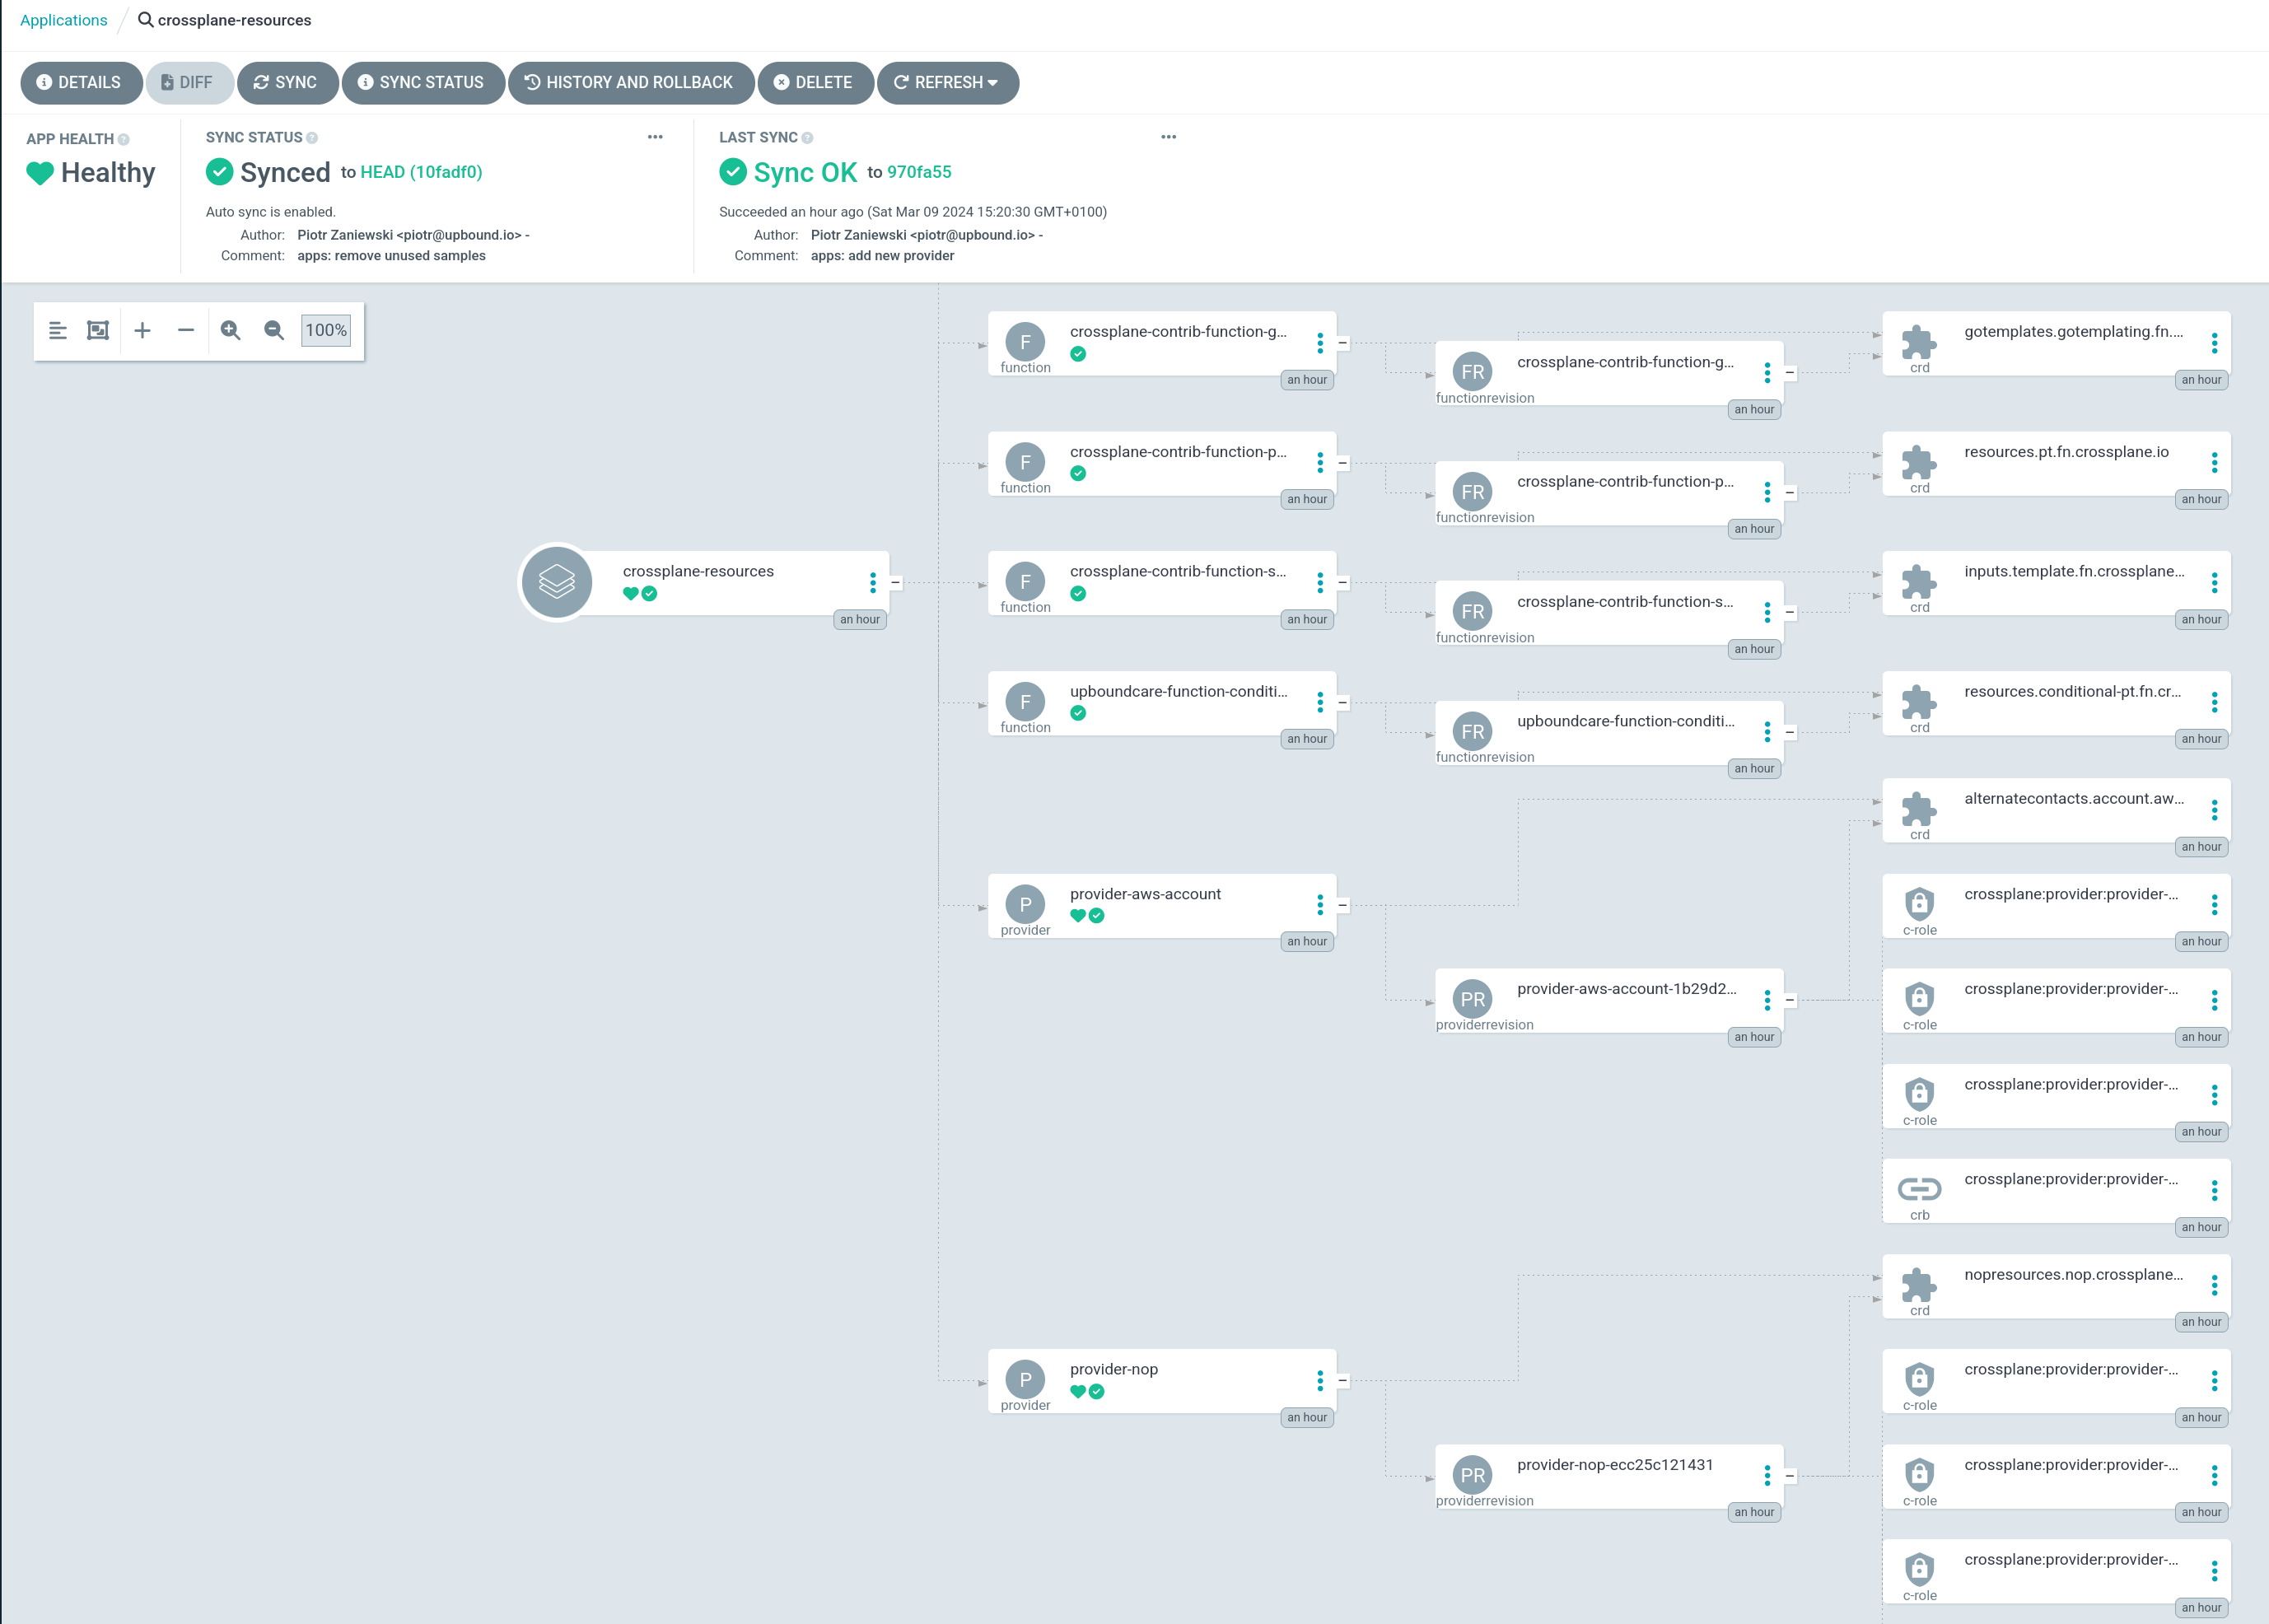 Applications
crossplane-resources
DETAILS
DIFF
SYNC
SYNC STATUS
HISTORY AND ROLLBACK
DELETE
REFRESH
APP HEALTH
Healthy
SYNC STATUS
Synced to HEAD (10fadf0)
Auto sync is enabled.
Author: Piotr Zaniewski <piotr@upbound.io> -
Comment: apps: remove unused samples
LAST SYNC
Sync OK to 970fa55
Succeeded an hour ago (Sat Mar 09 2024 15:20:30 GMT+0100)
Author: Piotr Zaniewski <piotr@upbound.io> -
Comment: apps: add new provider
100%
crossplane-resources
an hour
F
function
crossplane-contrib-function-g...
an hour
FR
functionrevision
crossplane-contrib-function-g...
an hour
crd
gotemplates.gotemplating.fn....
an hour
F
function
crossplane-contrib-function-p...
an hour
FR
functionrevision
crossplane-contrib-function-p...
an hour
crd
resources.pt.fn.crossplane.io
an hour
F
function
crossplane-contrib-function-s...
an hour
FR
functionrevision
crossplane-contrib-function-s...
an hour
crd
inputs.template.fn.crossplane...
an hour
F
function
upboundcare-function-conditi...
an hour
FR
functionrevision
upboundcare-function-conditi...
an hour
crd
resources.conditional-pt.fn.cr...
an hour
crd
alternatecontacts.account.aw...
an hour
P
provider
provider-aws-account
an hour
c-role
crossplane:provider:provider-...
an hour
PR
providerrevision
provider-aws-account-1b29d2...
an hour
c-role
crossplane:provider:provider-...
an hour
c-role
crossplane:provider:provider-...
an hour
crb
crossplane:provider:provider-...
an hour
crd
nopresources.nop.crossplane...
an hour
P
provider
provider-nop
an hour
c-role
crossplane:provider:provider-...
an hour
PR
providerrevision
provider-nop-ecc25c121431
an hour
c-role
crossplane:provider:provider-...
an hour
c-role
crossplane:provider:provider-...
an hour